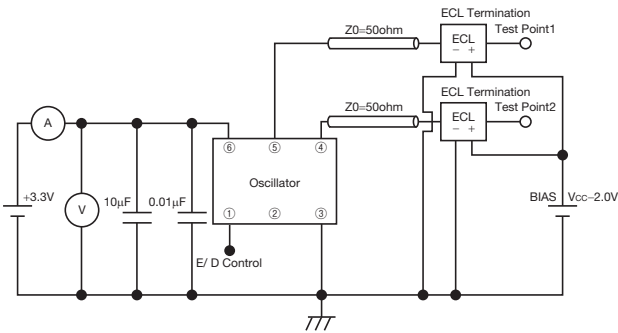 ECL Termination
Z0=50ohm
ECL
− +
Test Point1
ECL Termination
Z0=50ohm
ECL
− +
Test Point2
A
⑥ ⑤ ④
Oscillator
① ② ③
+3.3V
V
10μF
0.01μF
E/ D Control
BIAS VCC−2.0V